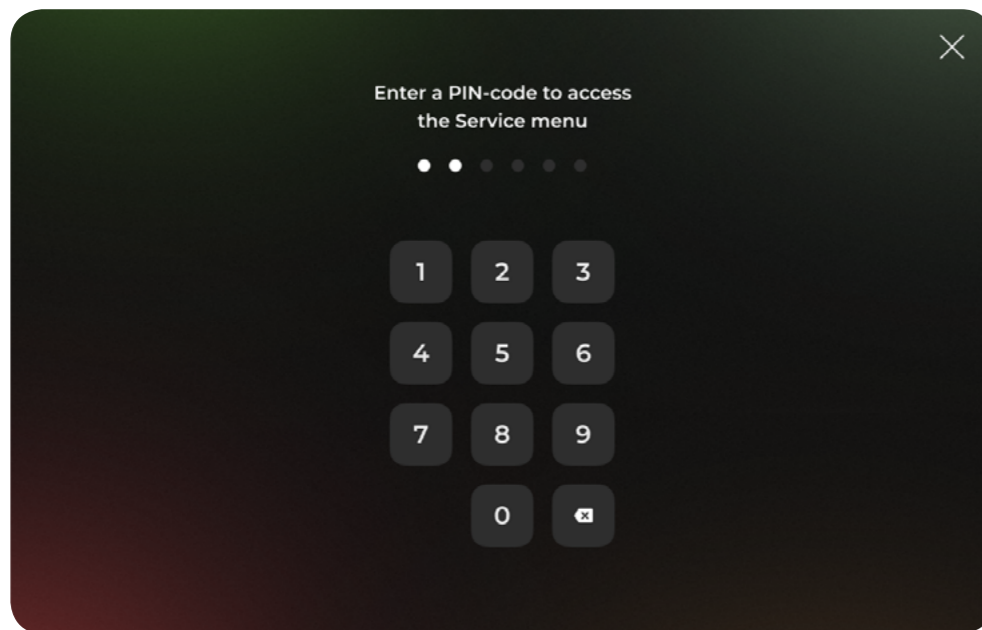 Enter a PIN-code to access
the Service menu
1 2 3
4 5 6
7 8 9
0